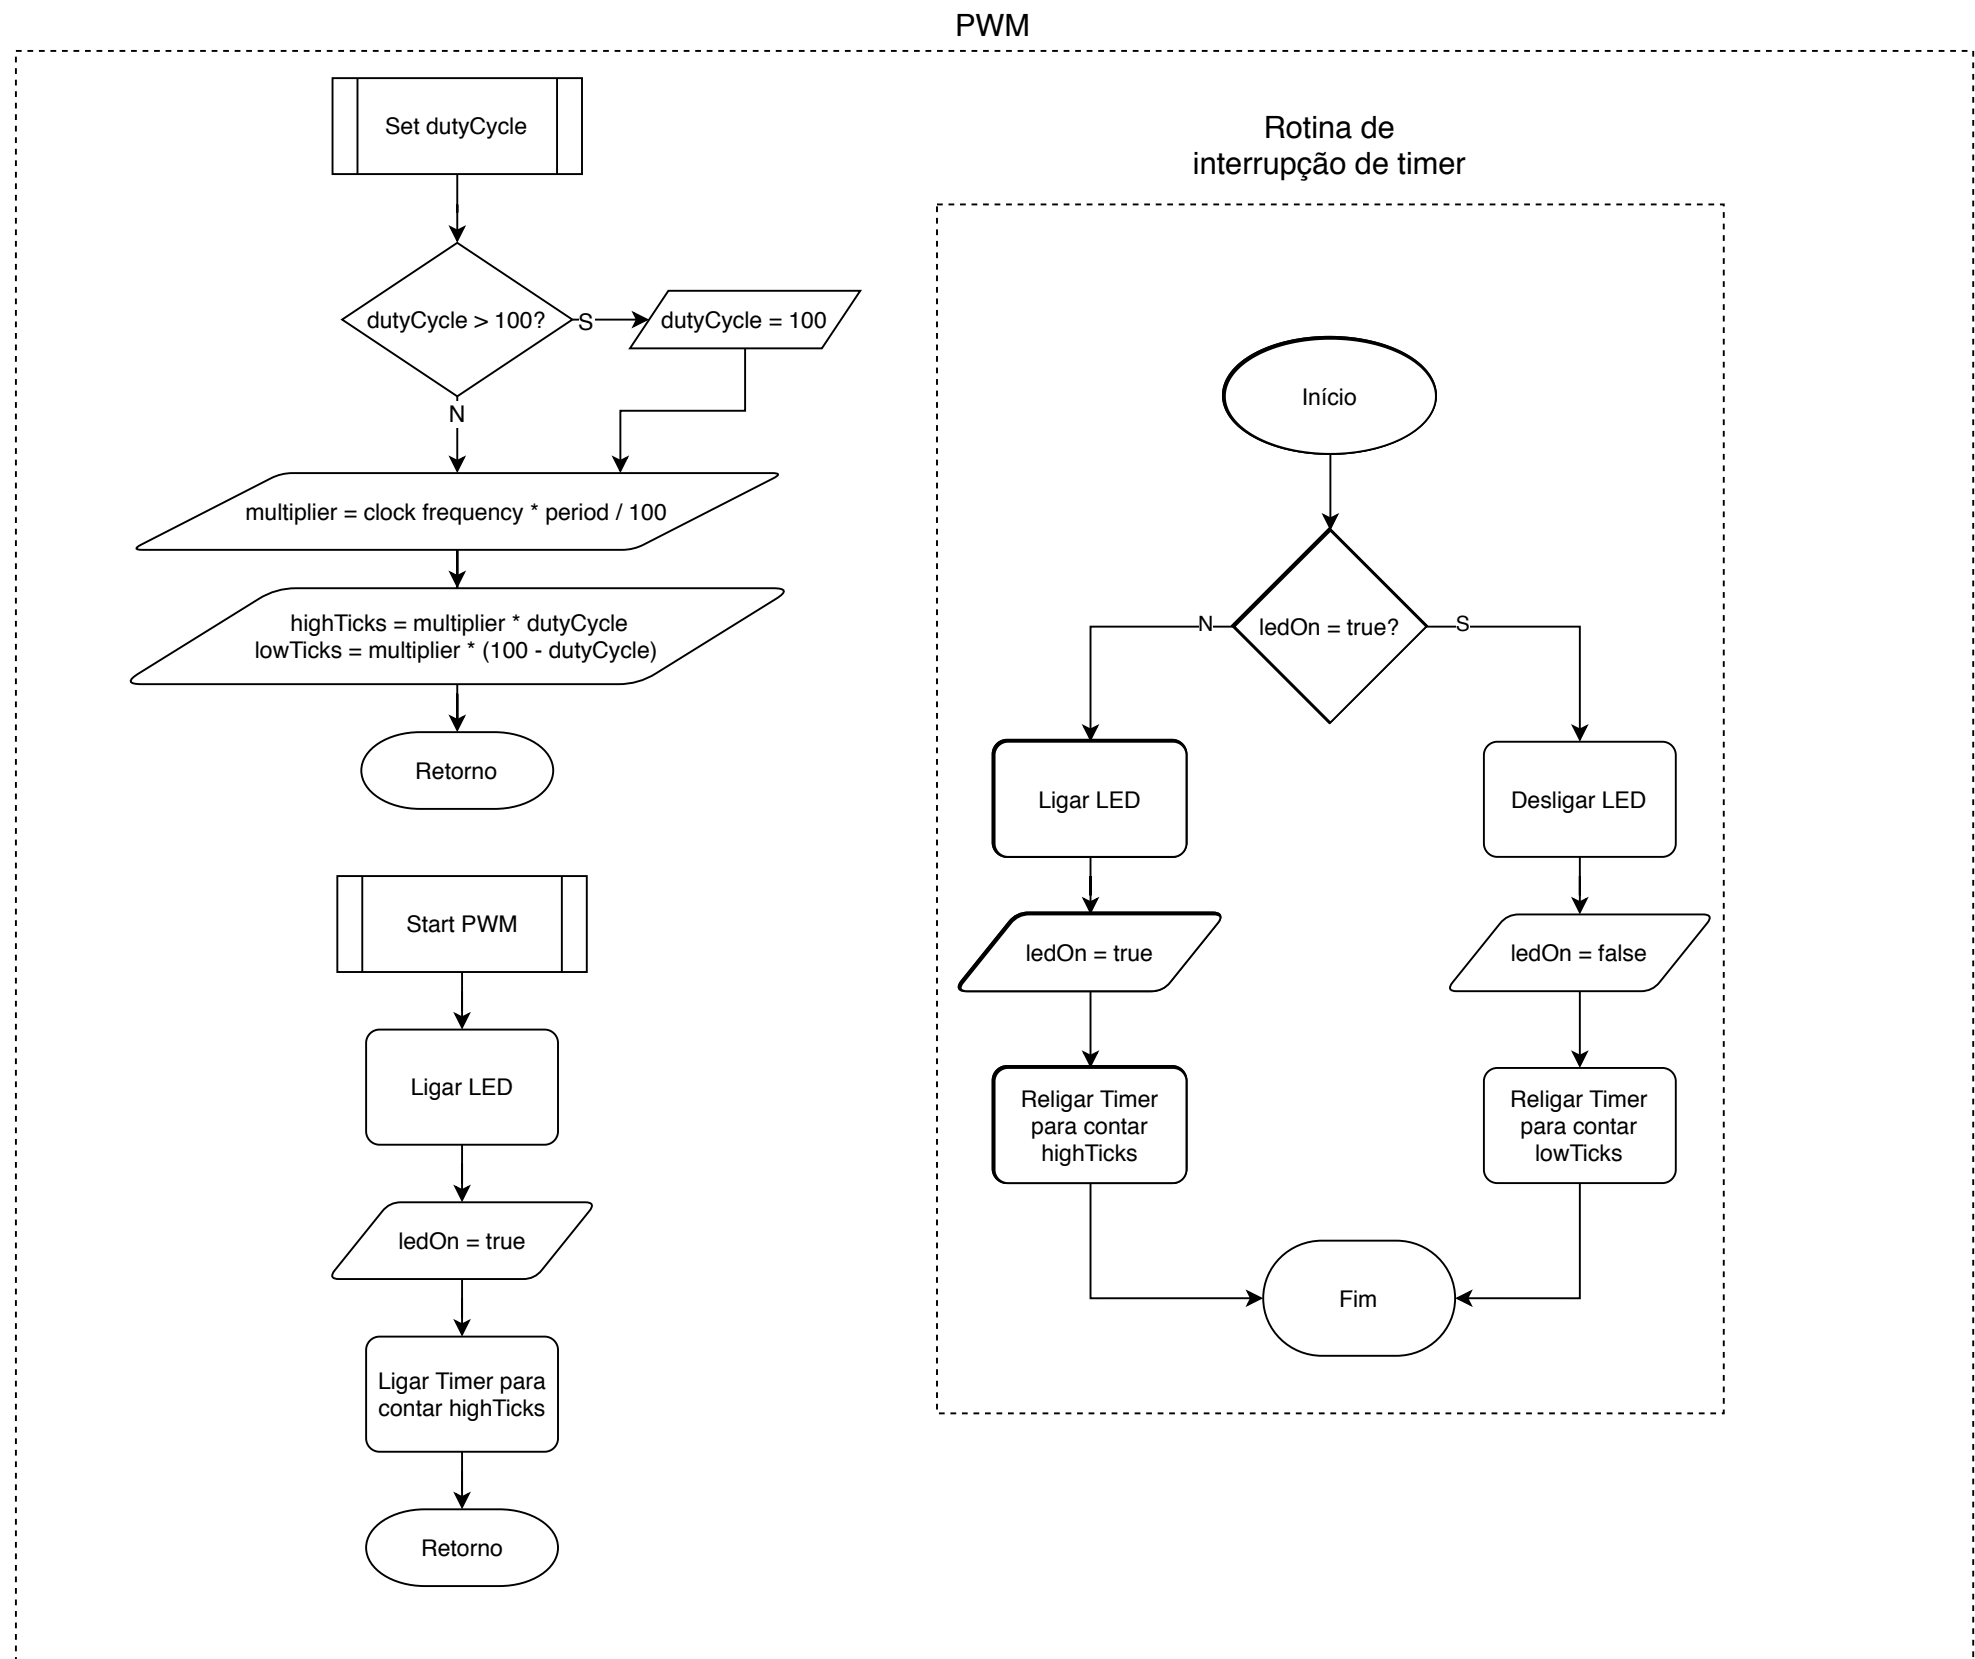 PWM
Set dutyCycle
dutyCycle > 100?
S
dutyCycle = 100
N
multiplier = clock frequency * period / 100
highTicks = multiplier * dutyCycle
lowTicks = multiplier * (100 - dutyCycle)
Retorno
Start PWM
Ligar LED
ledOn = true
Ligar Timer para
contar highTicks
Retorno
Rotina de
interrupção de timer
Início
ledOn = true?
N
S
Ligar LED
ledOn = true
Religar Timer
para contar
highTicks
Desligar LED
ledOn = false
Religar Timer
para contar
lowTicks
Fim